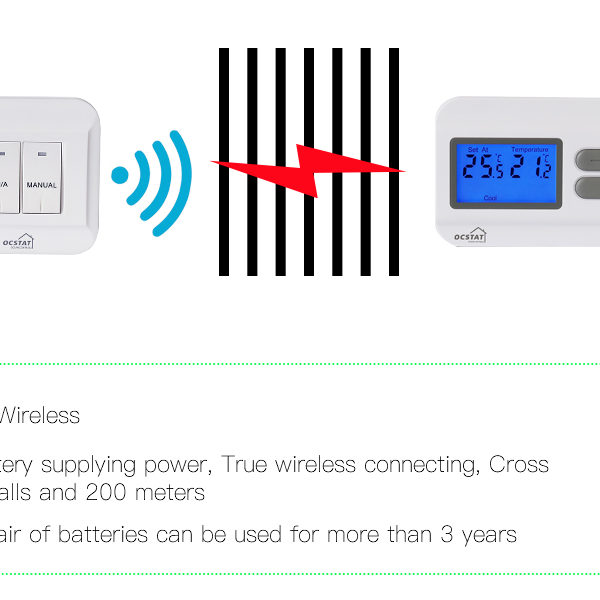 /A
MANUAL
OCSTAT
Set At Temperature
25.5 21.2
Cool
OCSTAT
Wireless
tery supplying power, True wireless connecting, Cross
alls and 200 meters
air of batteries can be used for more than 3 years